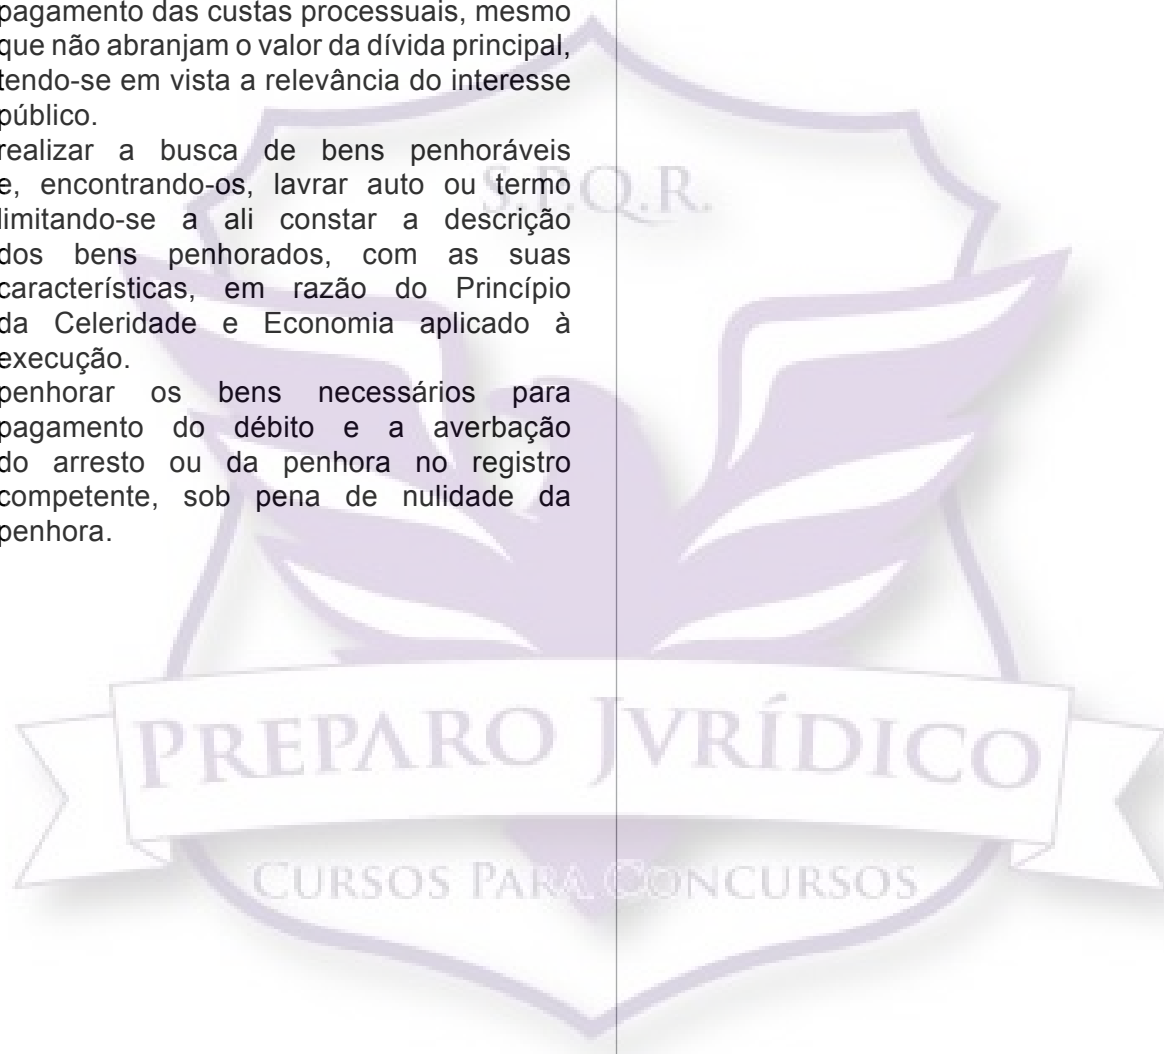 pagamento das custas processuais, mesmo
que não abranjam o valor da dívida principal,
tendo-se em vista a relevância do interesse
público.
realizar a busca de bens penhoráveis
e, encontrando-os, lavrar auto ou termo
limitando-se a ali constar a descrição
dos bens penhorados, com as suas
características, em razão do Princípio
da Celeridade e Economia aplicado à
execução.
penhorar os bens necessários para
pagamento do débito e a averbação
do arresto ou da penhora no registro
competente, sob pena de nulidade da
penhora.
S.P.Q.R.
PREPARO JVRÍDICO
CURSOS PARA CONCURSOS